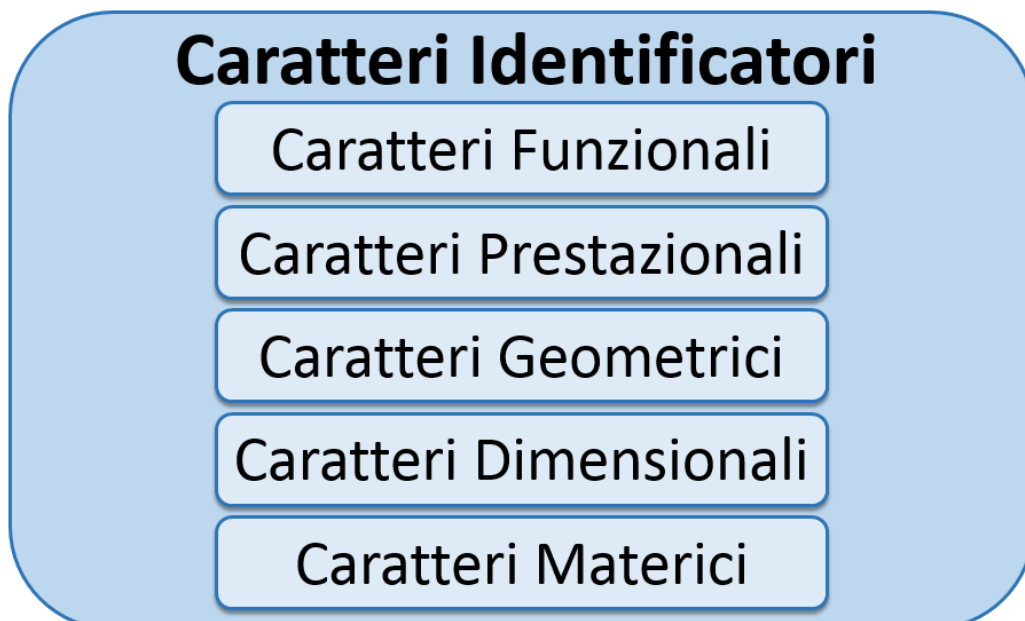 Caratteri Identificatori
Caratteri Funzionali
Caratteri Prestazionali
Caratteri Geometrici
Caratteri Dimensionali
Caratteri Materici